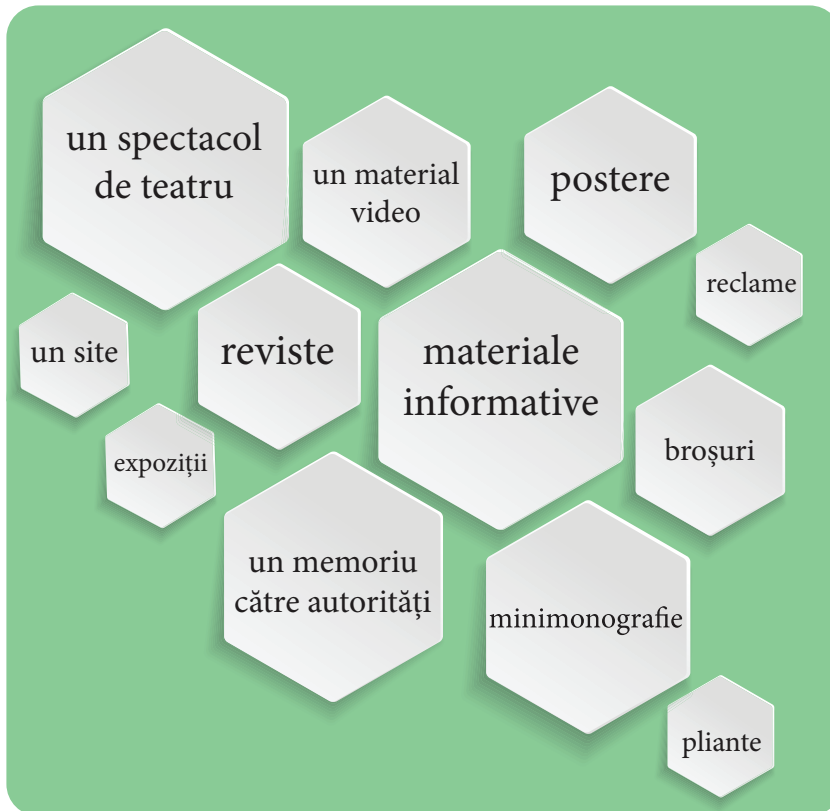 un spectacol
de teatru
un material
video
postere
reclame
un site
reviste
materiale
informative
expoziții
broșuri
un memoriu
către autorități
minimonografie
pliante